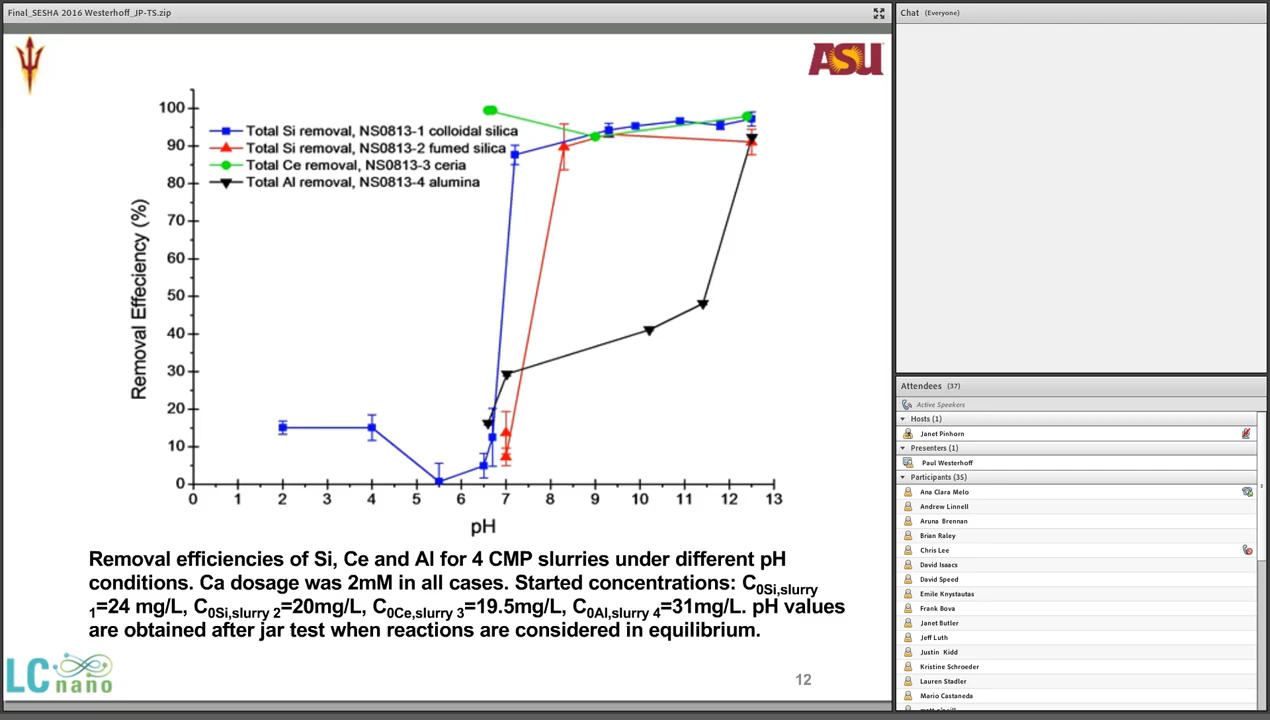 Final_SESHA 2016 Westerhoff_JP-TS.zip
ASU
100
90
80
70
60
50
40
30
20
10
0
Removal Effeciency (%)
Total Si removal, NS0813-1 colloidal silica
Total Si removal, NS0813-2 fumed silica
Total Ce removal, NS0813-3 ceria
Total Al removal, NS0813-4 alumina
0 1 2 3 4 5 6 7 8 9 10 11 12 13
pH
Removal efficiencies of Si, Ce and Al for 4 CMP slurries under different pH
conditions. Ca dosage was 2mM in all cases. Started concentrations: C0Si,slurry
1=24 mg/L, C0Si,slurry 2=20mg/L, C0Ce,slurry 3=19.5mg/L, C0Al,slurry 4=31mg/L. pH values
are obtained after jar test when reactions are considered in equilibrium.
LC nano
12
Chat (Everyone)
Attendees (37)
Active Speakers
Hosts (1)
Janet Pinhorn
Presenters (1)
Paul Westerhoff
Participants (35)
Ana Clara Melo
Andrew Linnell
Aruna Brennan
Brian Raley
Chris Lee
David Isaacs
David Speed
Emile Knystautas
Frank Bova
Janet Butler
Jeff Luth
Justin Kidd
Kristine Schroeder
Lauren Stadler
Mario Castaneda